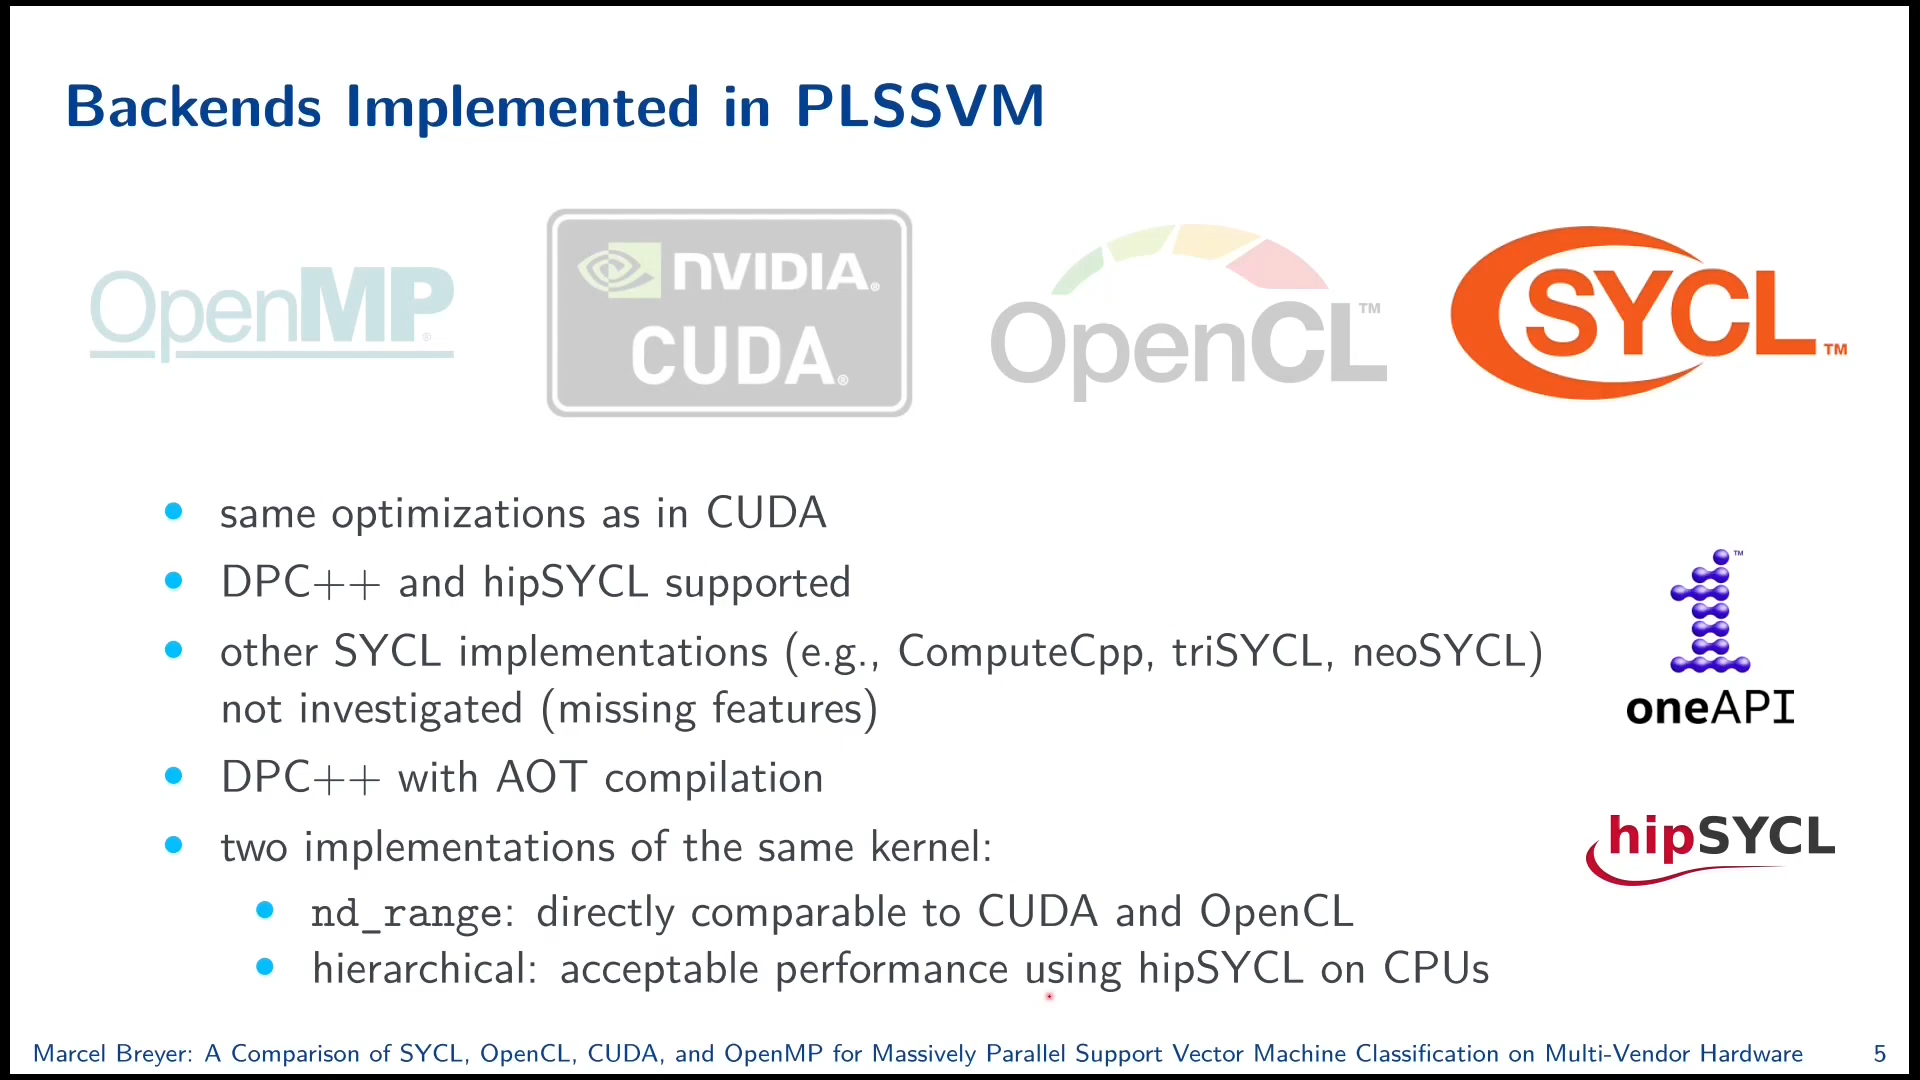 Backends Implemented in PLSSVM
OpenMP®
NVIDIA®
CUDA®
OpenCL™
SYCL™
• same optimizations as in CUDA
• DPC++ and hipSYCL supported
• other SYCL implementations (e.g., ComputeCpp, triSYCL, neoSYCL)
not investigated (missing features)
• DPC++ with AOT compilation
• two implementations of the same kernel:
• nd_range: directly comparable to CUDA and OpenCL
• hierarchical: acceptable performance using hipSYCL on CPUs
™
oneAPI
hipSYCL
Marcel Breyer: A Comparison of SYCL, OpenCL, CUDA, and OpenMP for Massively Parallel Support Vector Machine Classification on Multi-Vendor Hardware 5